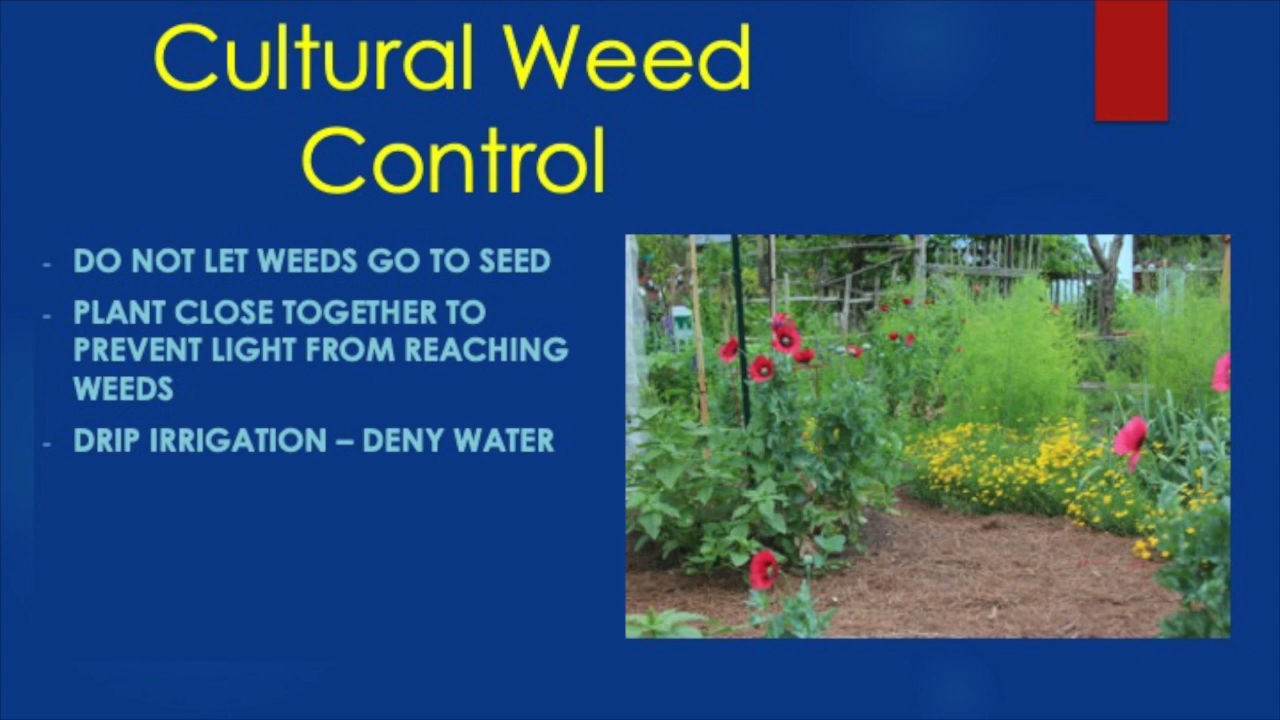 Cultural Weed
Control
- DO NOT LET WEEDS GO TO SEED
- PLANT CLOSE TOGETHER TO
PREVENT LIGHT FROM REACHING
WEEDS
- DRIP IRRIGATION – DENY WATER